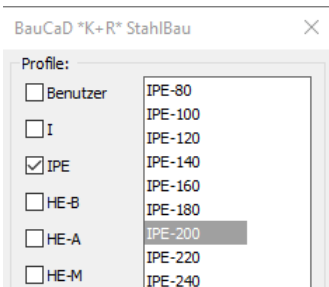 BauCaD *K+R* StahlBau
Profile:
Benutzer
I
IPE
HE-B
HE-A
HE-M
IPE-80
IPE-100
IPE-120
IPE-140
IPE-160
IPE-180
IPE-200
IPE-220
IPE-240